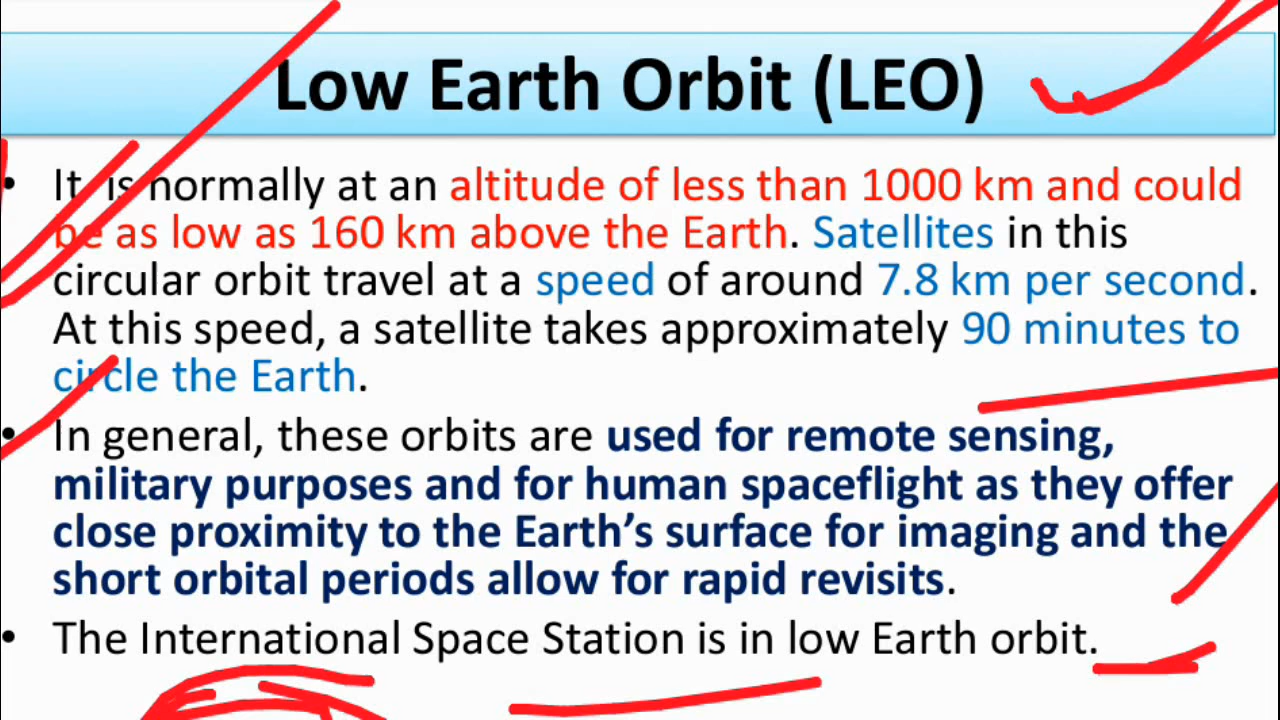 Low Earth Orbit (LEO)
• It is normally at an altitude of less than 1000 km and could
be as low as 160 km above the Earth. Satellites in this
circular orbit travel at a speed of around 7.8 km per second.
At this speed, a satellite takes approximately 90 minutes to
circle the Earth.
• In general, these orbits are used for remote sensing,
military purposes and for human spaceflight as they offer
close proximity to the Earth’s surface for imaging and the
short orbital periods allow for rapid revisits.
• The International Space Station is in low Earth orbit.